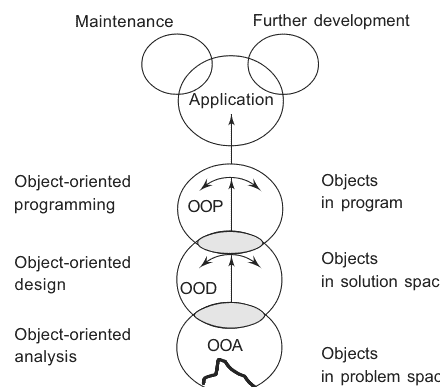 Maintenance
Further development
Application
Object-oriented
programming
OOP
Objects
in program
Object-oriented
design
OOD
Objects
in solution spac
Object-oriented
analysis
OOA
Objects
in problem spac